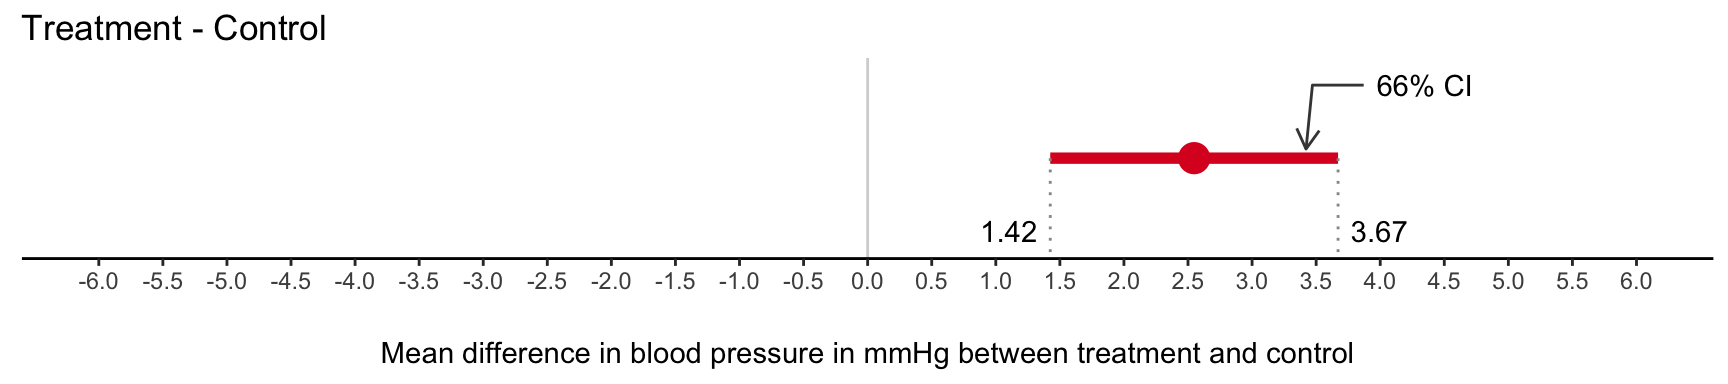 Treatment - Control
66% CI
1.42 3.67
-6.0 -5.5 -5.0 -4.5 -4.0 -3.5 -3.0 -2.5 -2.0 -1.5 -1.0 -0.5 0.0 0.5 1.0 1.5 2.0 2.5 3.0 3.5 4.0 4.5 5.0 5.5 6.0
Mean difference in blood pressure in mmHg between treatment and control